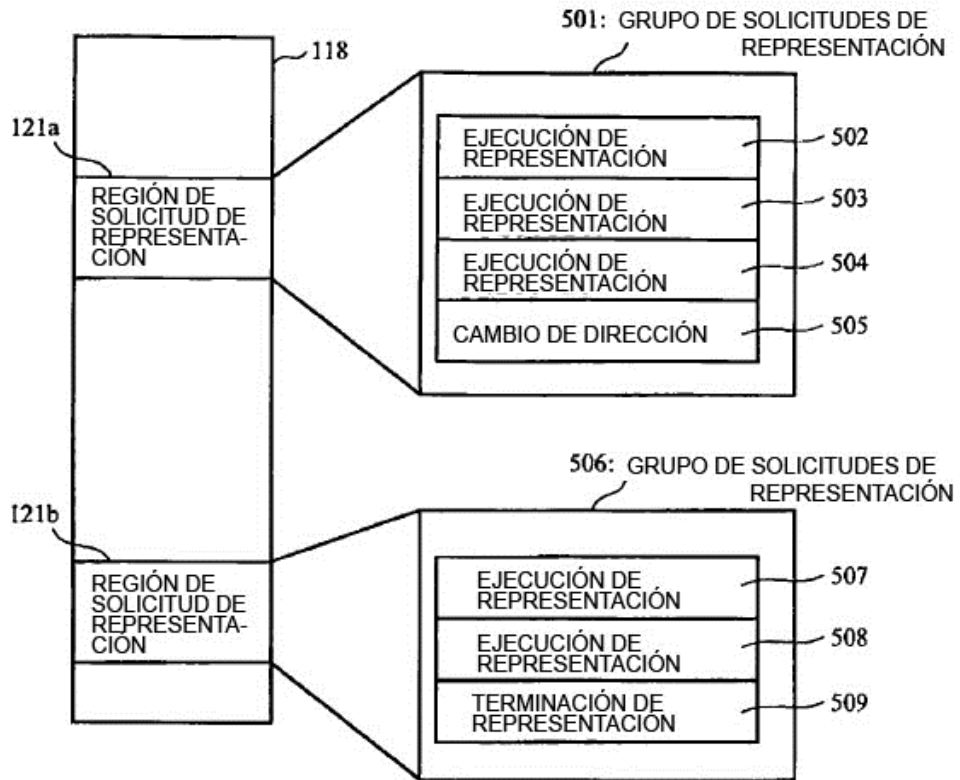 501: GRUPO DE SOLICITUDES DE
REPRESENTACIÓN
118
121a
REGIÓN DE
SOLICITUD DE
REPRESENTA-
CIÓN
EJECUCIÓN DE
REPRESENTACIÓN
502
EJECUCIÓN DE
REPRESENTACIÓN
503
EJECUCIÓN DE
REPRESENTACIÓN
504
CAMBIO DE DIRECCIÓN
505
506: GRUPO DE SOLICITUDES DE
REPRESENTACIÓN
121b
REGIÓN DE
SOLICITUD DE
REPRESENTA-
CIÓN
EJECUCIÓN DE
REPRESENTACIÓN
507
EJECUCIÓN DE
REPRESENTACIÓN
508
TERMINACIÓN DE
REPRESENTACIÓN
509